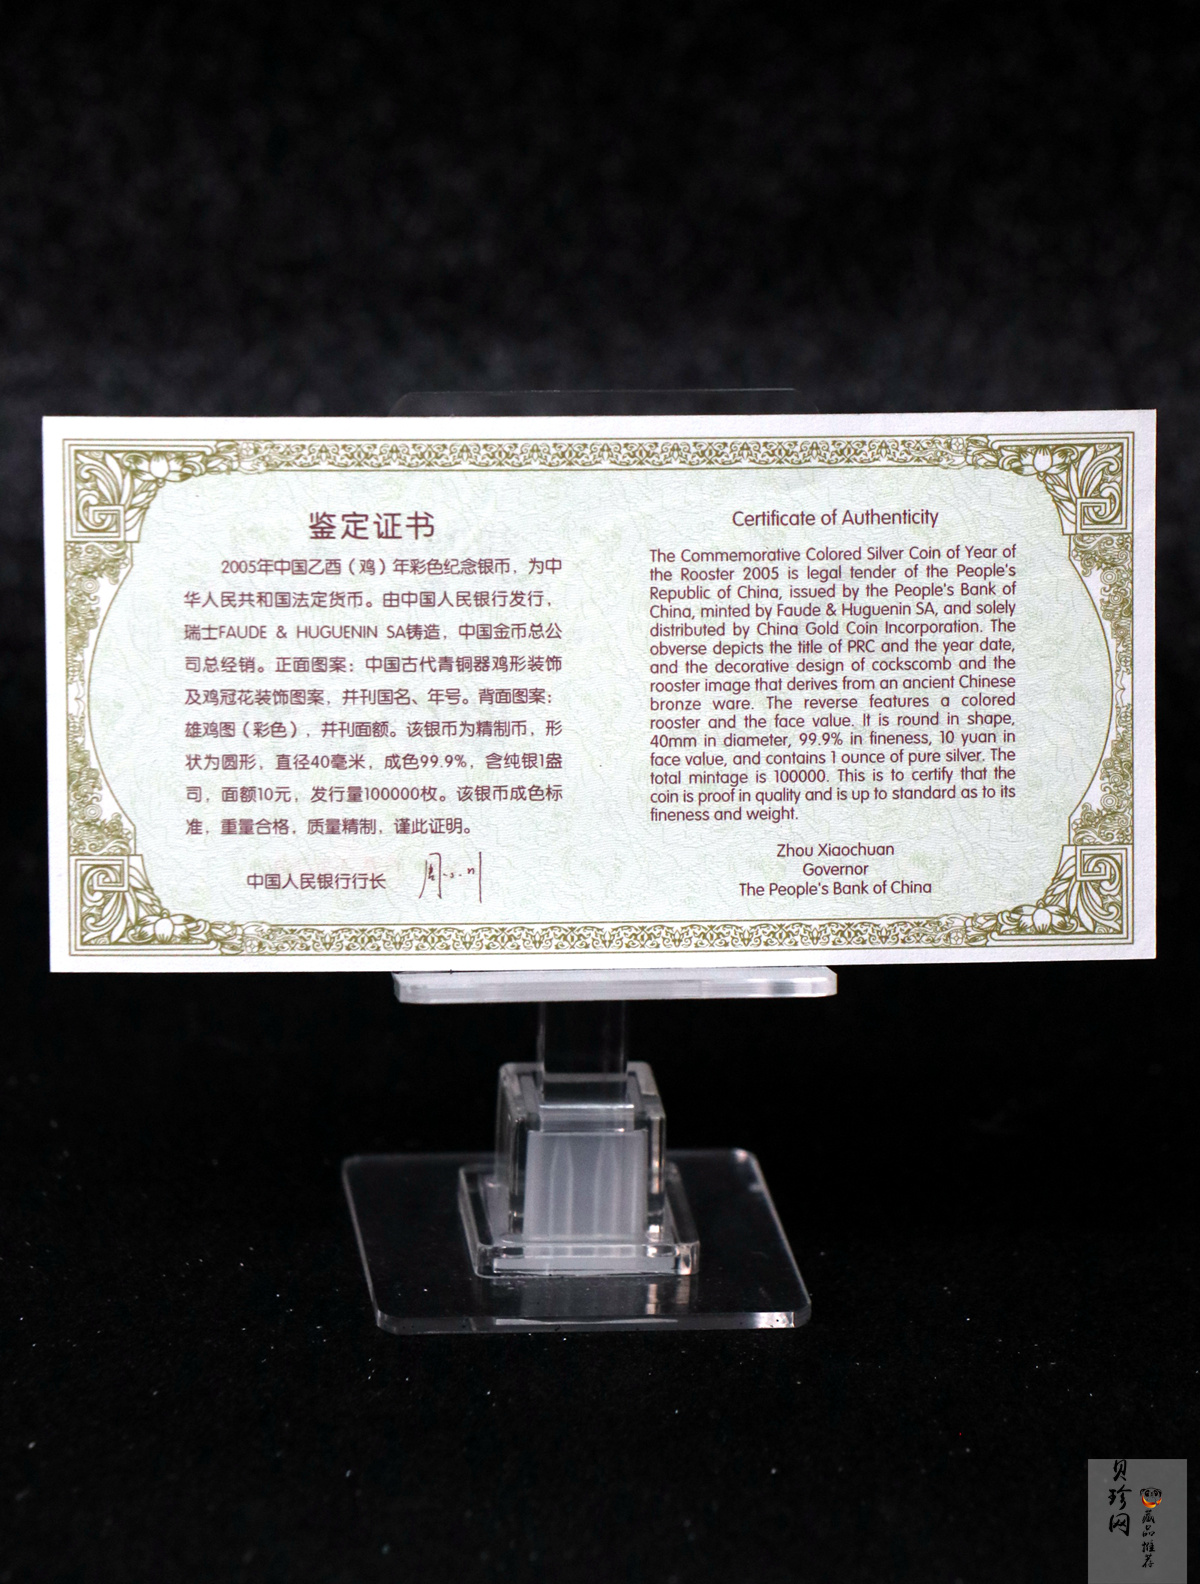 鉴定证书
2005年中国乙酉（鸡）年彩色纪念银币，为中
华人民共和国法定货币。由中国人民银行发行，
瑞士FAUDE & HUGUENIN SA铸造，中国金币总公
司总经销。正面图案：中国古代青铜器鸡形装饰
及鸡冠花装饰图案，并刊国名、年号。背面图案：
雄鸡图（彩色），并刊面额。该银币为精制币，形
状为圆形，直径40毫米，成色99.9%，含纯银1盎
司，面额10元，发行量100000枚。该银币成色标
准，重量合格，质量精制，谨此证明。
中国人民银行行长 周小川
Certificate of Authenticity
The Commemorative Colored Silver Coin of Year of
the Rooster 2005 is legal tender of the People's
Republic of China, issued by the People's Bank of
China, minted by Faude & Huguenin SA, and solely
distributed by China Gold Coin Incorporation. The
obverse depicts the title of PRC and the year date,
and the decorative design of cockscomb and the
rooster image that derives from an ancient Chinese
bronze ware. The reverse features a colored
rooster and the face value. It is round in shape,
40mm in diameter, 99.9% in fineness, 10 yuan in
face value, and contains 1 ounce of pure silver. The
total mintage is 100000. This is to certify that the
coin is proof in quality and is up to standard as to its
fineness and weight.
Zhou Xiaochuan
Governor
The People's Bank of China
贝珍网
藏品推荐